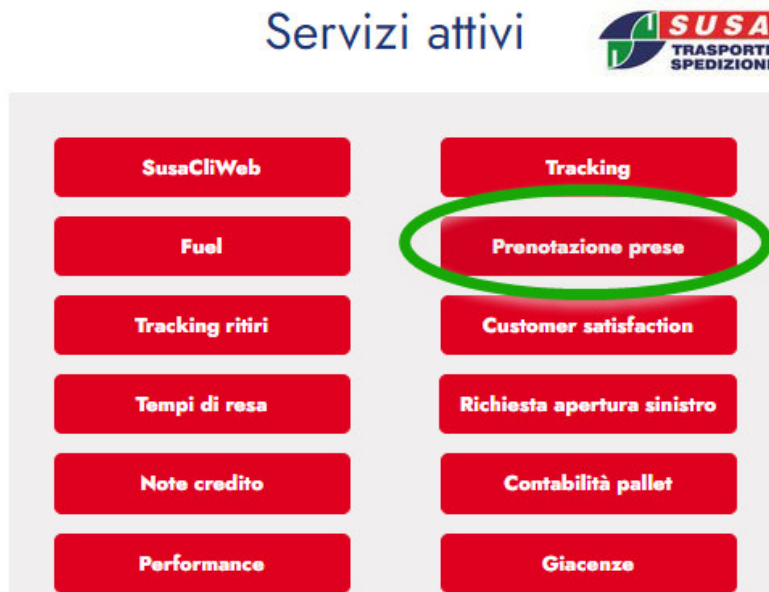 Servizi attivi
SUSA
TRASPORTI
SPEDIZIONI
SusaCliWeb
Tracking
Fuel
Prenotazione prese
Tracking ritiri
Customer satisfaction
Tempi di resa
Richiesta apertura sinistro
Note credito
Contabilità pallet
Performance
Giacenze